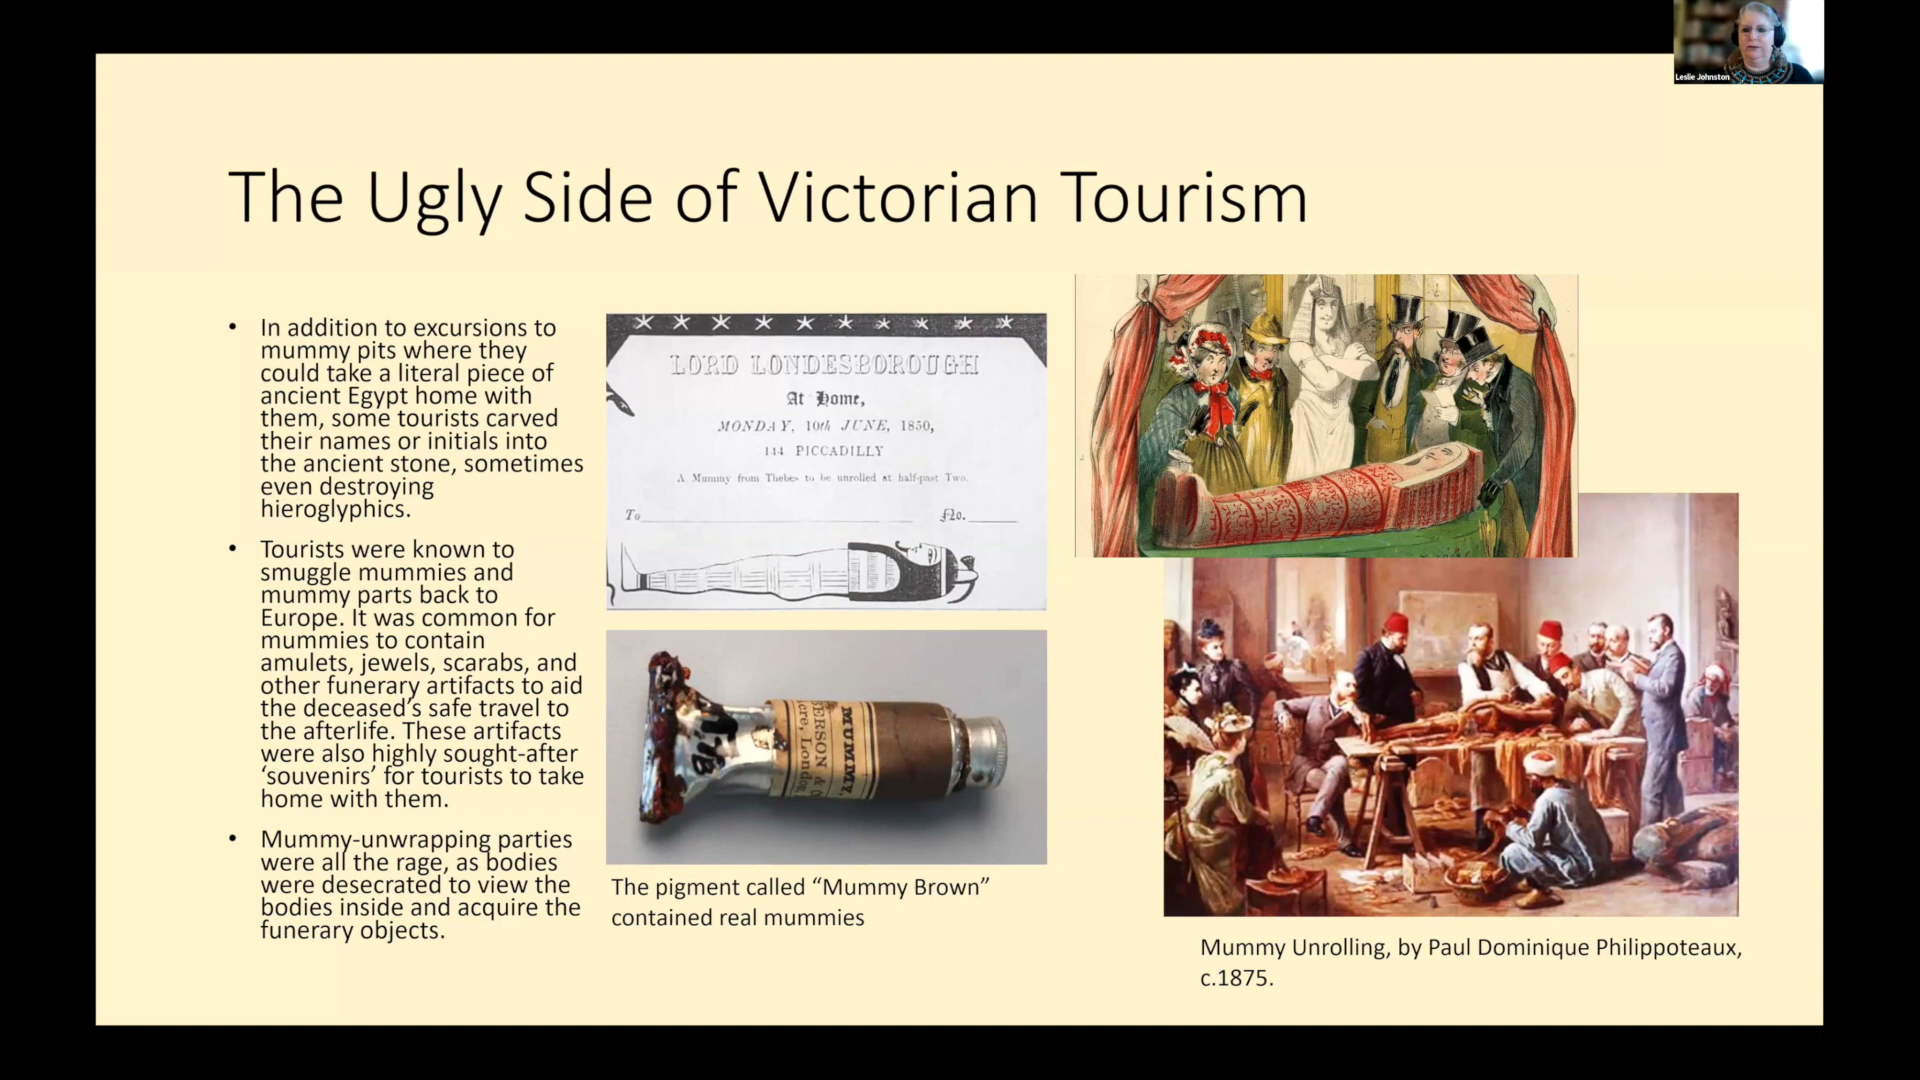 Leslie Johnston
The Ugly Side of Victorian Tourism
• In addition to excursions to
mummy pits where they
could take a literal piece of
ancient Egypt home with
them, some tourists carved
their names or initials into
the ancient stone, sometimes
even destroying
hieroglyphics.
• Tourists were known to
smuggle mummies and
mummy parts back to
Europe. It was common for
mummies to contain
amulets, jewels, scarabs, and
other funerary artifacts to aid
the deceased's safe travel to
the afterlife. These artifacts
were also highly sought-after
‘souvenirs’ for tourists to take
home with them.
• Mummy-unwrapping parties
were all the rage, as bodies
were desecrated to view the
bodies inside and acquire the
funerary objects.
LORD LONDESBOROUGH
At Home,
MONDAY, 10th JUNE, 1850,
144 PICCADILLY
A Mummy from Thebes to be unrolled at half-past Two.
To No.
MUMMY.
London
The pigment called “Mummy Brown”
contained real mummies
Mummy Unrolling, by Paul Dominique Philippoteaux,
c.1875.